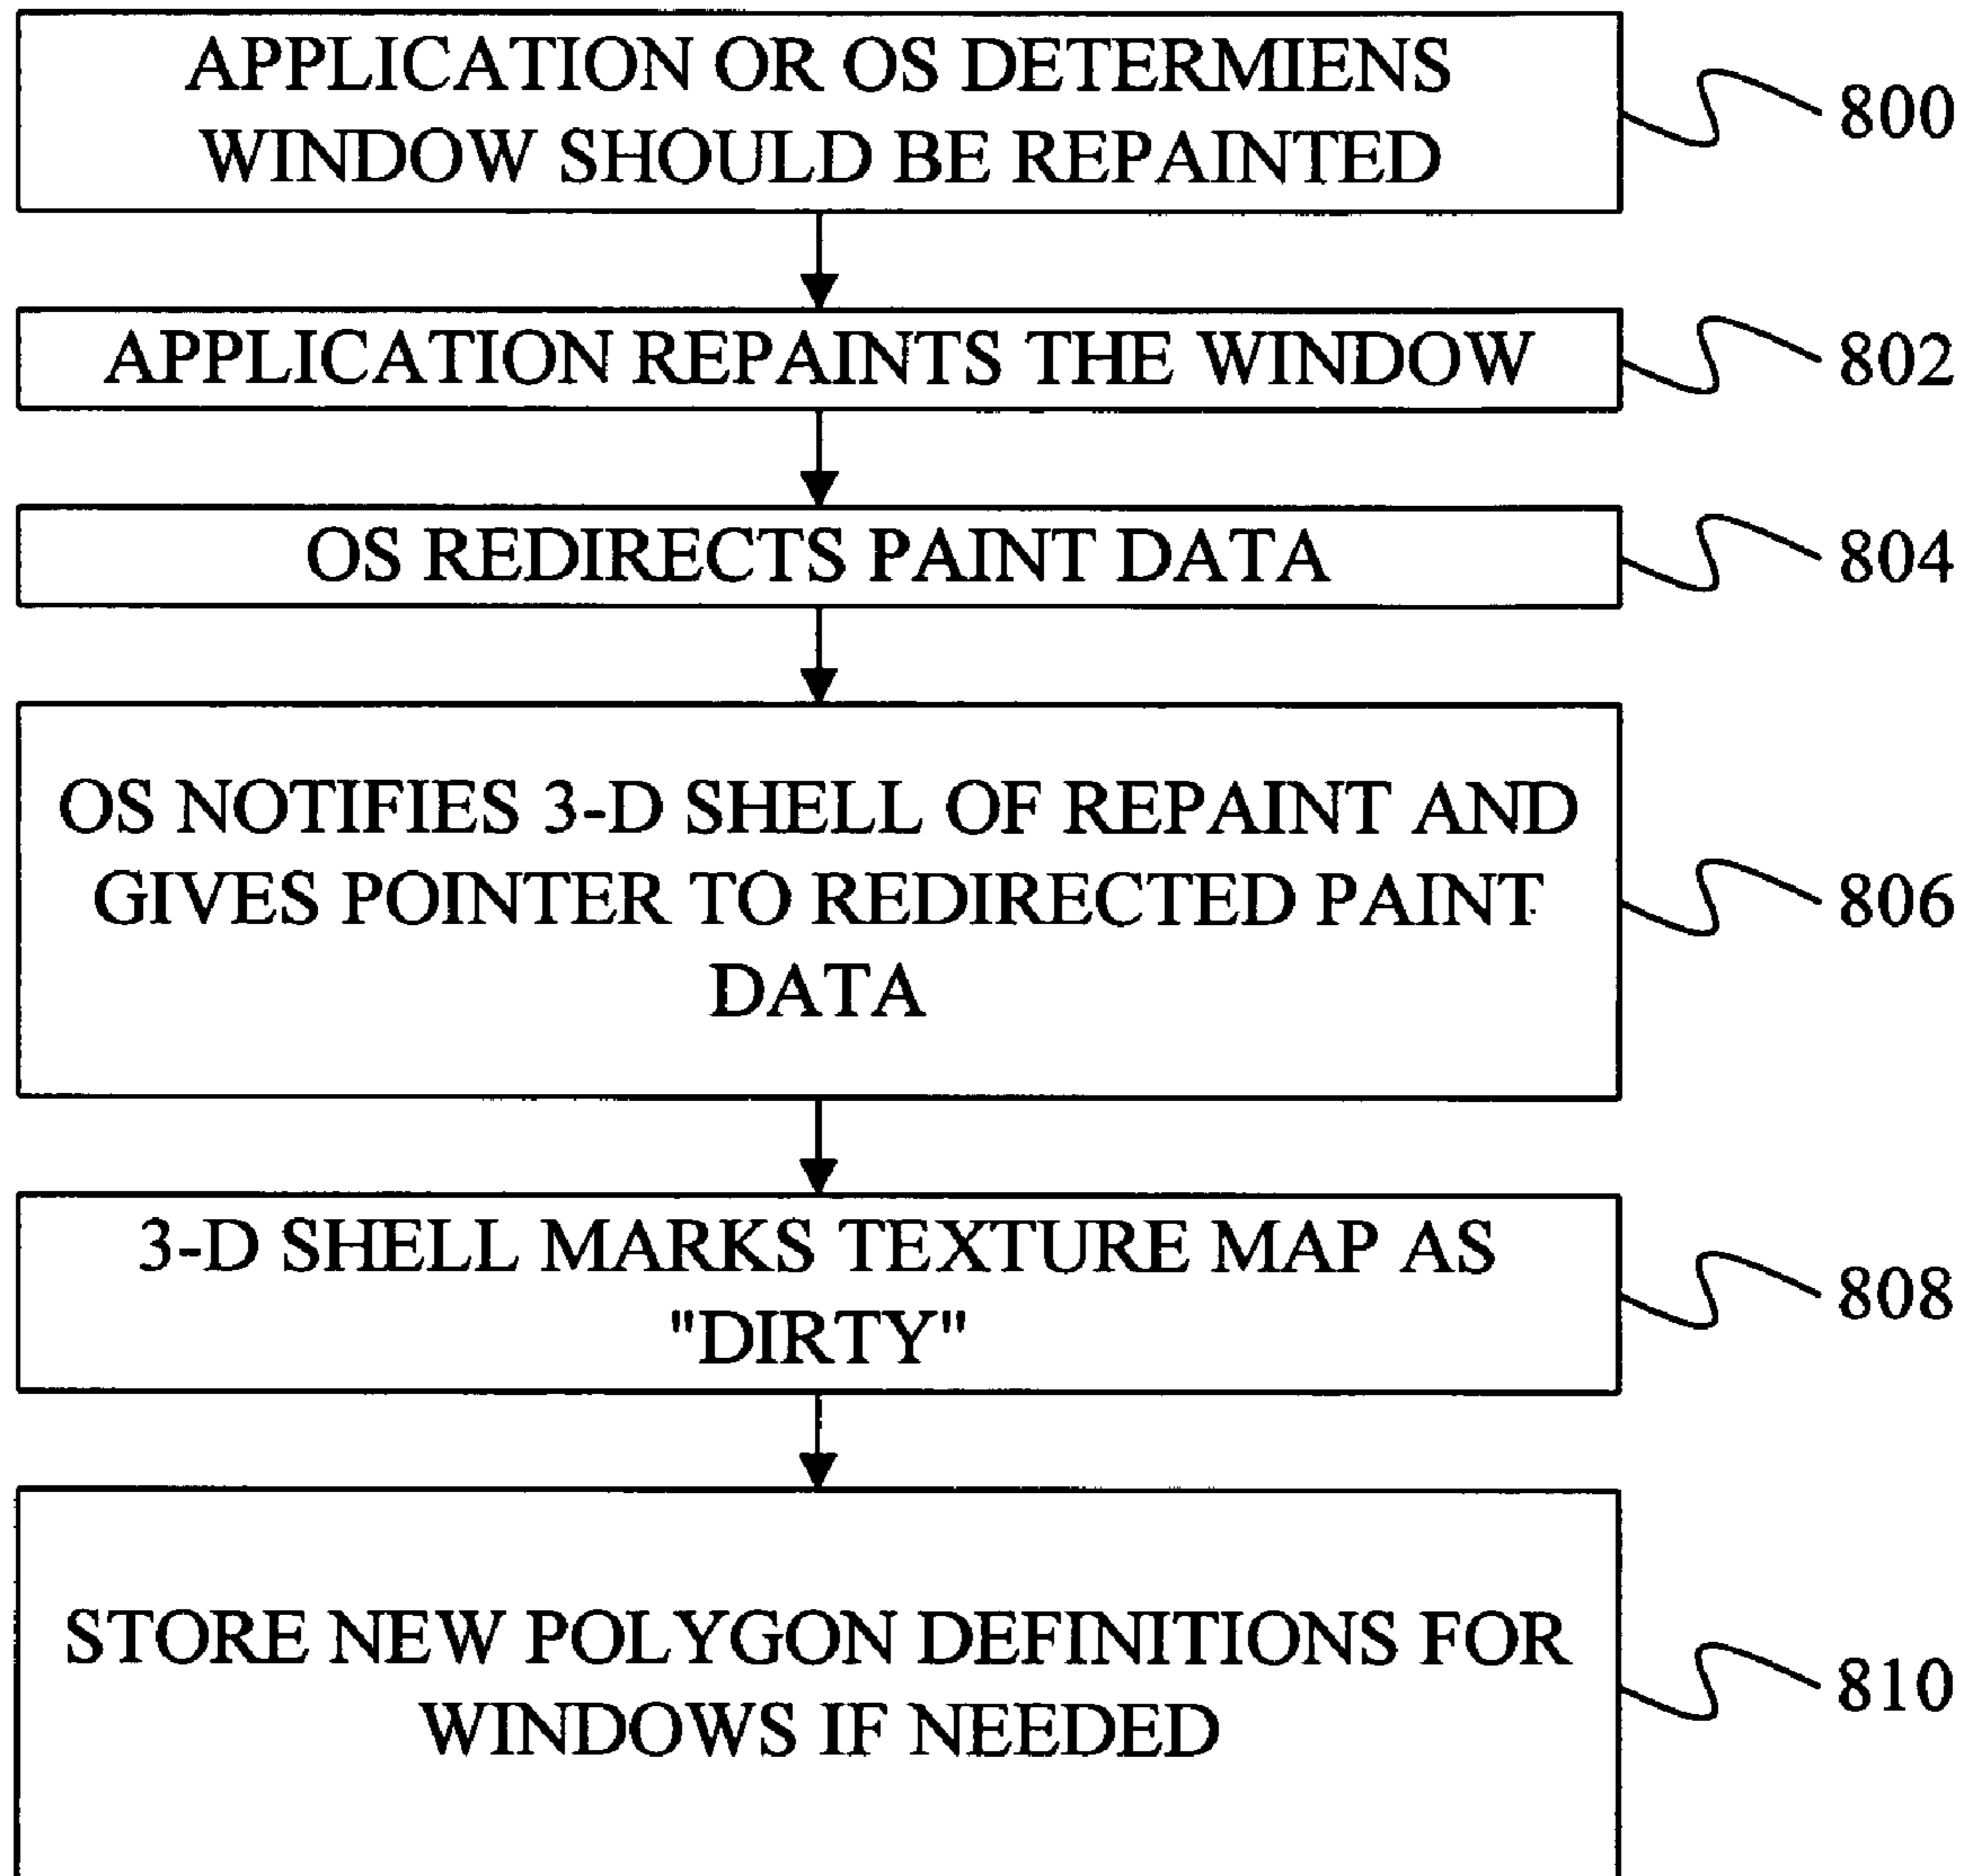 APPLICATION OR OS DETERMIENS
WINDOW SHOULD BE REPAINTED
800
APPLICATION REPAINTS THE WINDOW
802
OS REDIRECTS PAINT DATA
804
OS NOTIFIES 3-D SHELL OF REPAINT AND
GIVES POINTER TO REDIRECTED PAINT
DATA
806
3-D SHELL MARKS TEXTURE MAP AS
"DIRTY"
808
STORE NEW POLYGON DEFINITIONS FOR
WINDOWS IF NEEDED
810